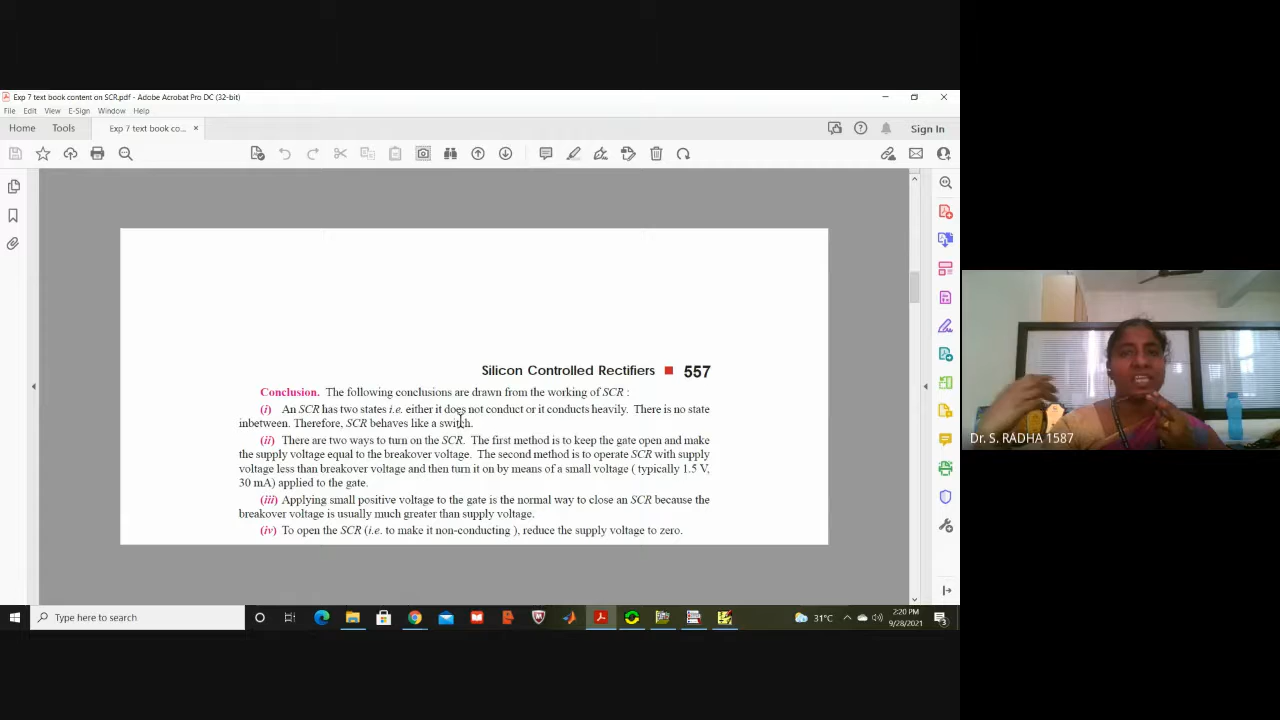 Exp 7 text book content on SCR.pdf - Adobe Acrobat Pro DC (32-bit)
File Edit View E-Sign Window Help
Home Tools Exp 7 text book co... ×
Sign In
Silicon Controlled Rectifiers ■ 557
Conclusion. The following conclusions are drawn from the working of SCR :
(i) An SCR has two states i.e. either it does not conduct or it conducts heavily. There is no state
inbetween. Therefore, SCR behaves like a switch.
(ii) There are two ways to turn on the SCR. The first method is to keep the gate open and make
the supply voltage equal to the breakover voltage. The second method is to operate SCR with supply
voltage less than breakover voltage and then turn it on by means of a small voltage ( typically 1.5 V,
30 mA) applied to the gate.
(iii) Applying small positive voltage to the gate is the normal way to close an SCR because the
breakover voltage is usually much greater than supply voltage.
(iv) To open the SCR (i.e. to make it non-conducting ), reduce the supply voltage to zero.
Dr. S. RADHA 1587
Type here to search
31°C
2:20 PM
9/28/2021
3